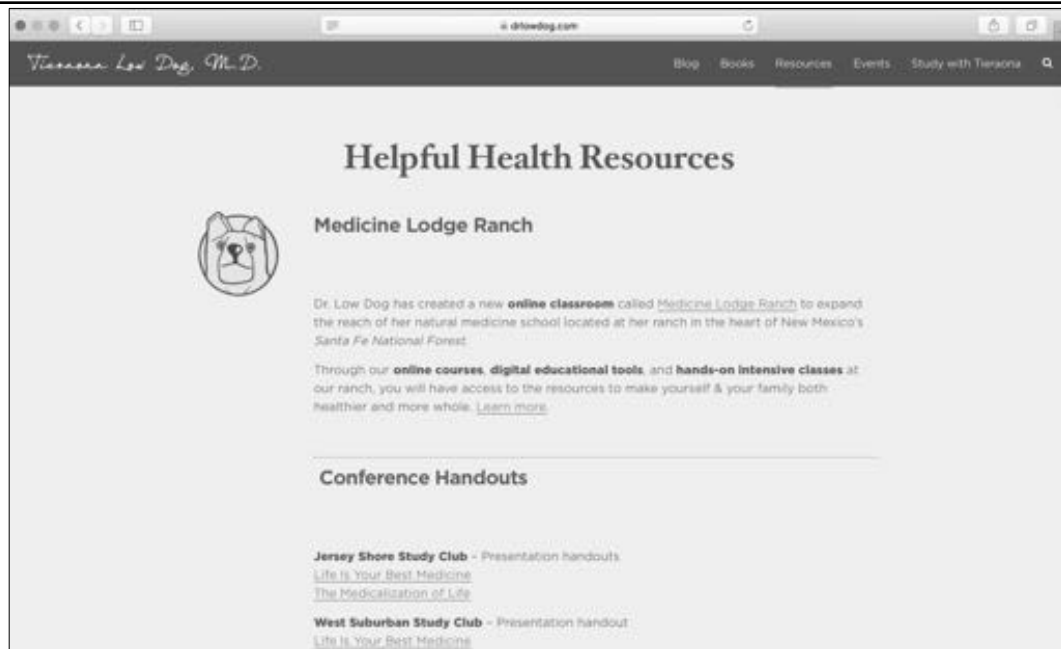 drlowdog.com
Tieraona Low Dog, M.D.
Blog Books Resources Events Study with Tieraona
Helpful Health Resources
Medicine Lodge Ranch
Dr. Low Dog has created a new online classroom called Medicine Lodge Ranch to expand
the reach of her natural medicine school located at her ranch in the heart of New Mexico's
Santa Fe National Forest.
Through our online courses, digital educational tools, and hands-on intensive classes at
our ranch, you will have access to the resources to make yourself & your family both
healthier and more whole. Learn more.
Conference Handouts
Jersey Shore Study Club – Presentation handouts
Life Is Your Best Medicine
The Medicalization of Life
West Suburban Study Club – Presentation handout
Life Is Your Best Medicine